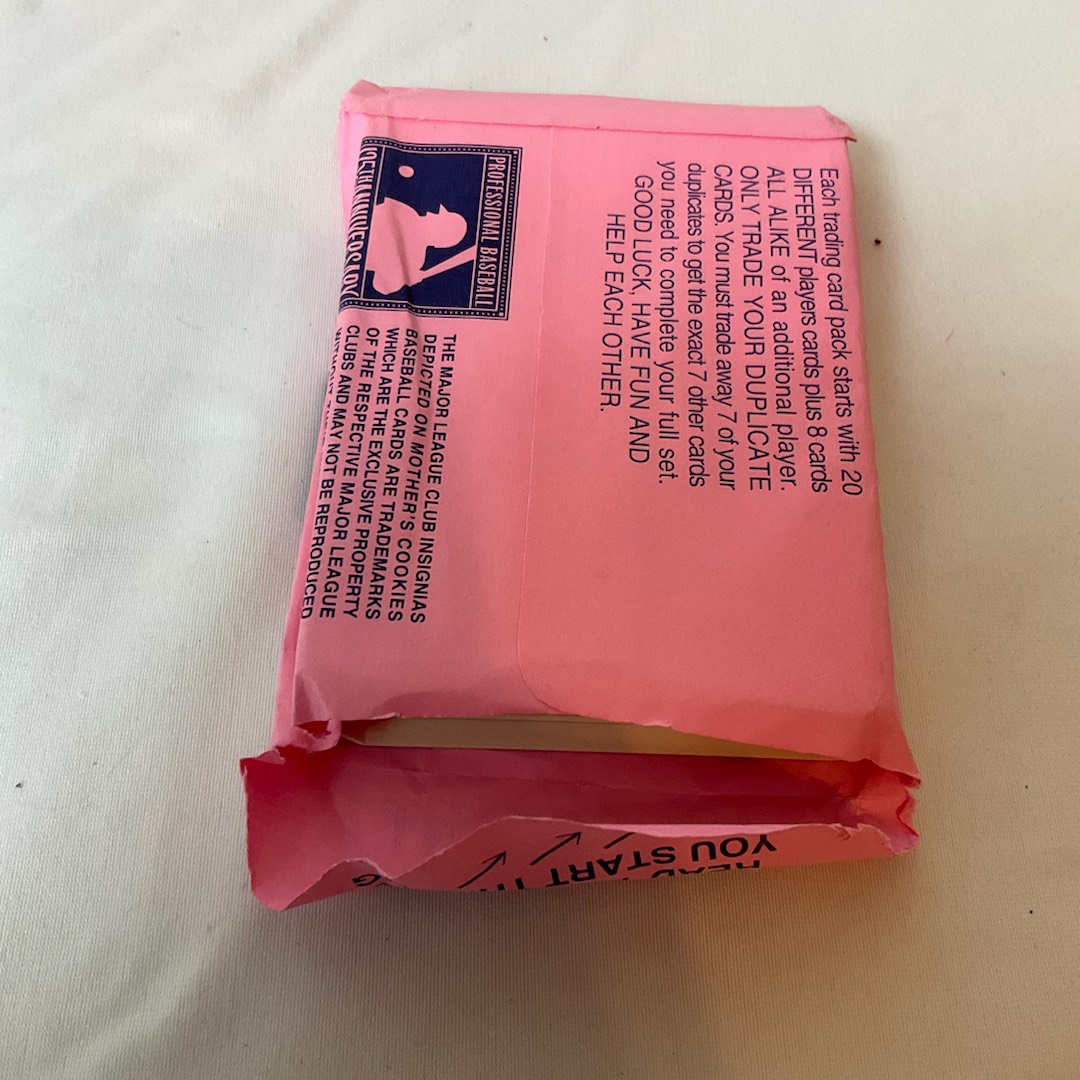 Each trading card pack starts with 20
DIFFERENT players cards plus 8 cards
ALL ALIKE of an additional player.
ONLY TRADE YOUR DUPLICATE
CARDS. You must trade away 7 of your
duplicates to get the exact 7 other cards
you need to complete your full set.
GOOD LUCK, HAVE FUN AND
HELP EACH OTHER.
PROFESSIONAL BASEBALL
125TH ANNIVERSARY
THE MAJOR LEAGUE CLUB INSIGNIAS
DEPICTED ON MOTHER'S COOKIES
BASEBALL CARDS ARE TRADEMARKS
WHICH ARE THE EXCLUSIVE PROPERTY
OF THE RESPECTIVE MAJOR LEAGUE
CLUBS AND MAY NOT BE REPRODUCED
YOU START